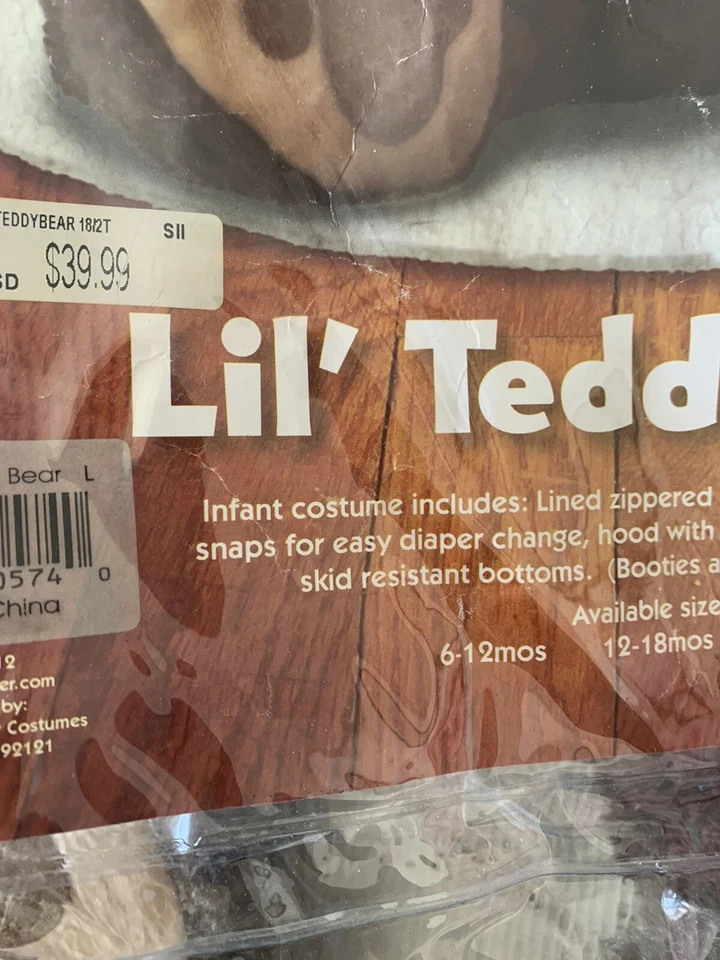 TEDDYBEAR 18/2T SII
SD $39.99
Lil' Tedd
Bear L
0574 0
China
Infant costume includes: Lined zippered
snaps for easy diaper change, hood with
skid resistant bottoms. (Booties a
Available size
6-12mos 12-18mos
12
er.com
by:
Costumes
92121